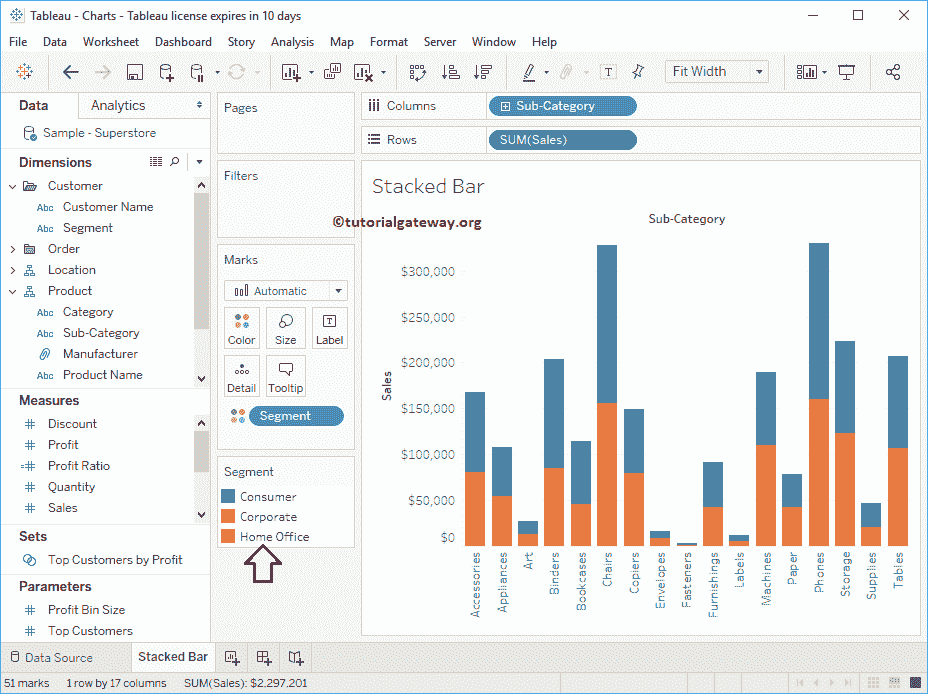 Tableau - Charts - Tableau license expires in 10 days
File Data Worksheet Dashboard Story Analysis Map Format Server Window Help
Fit Width
Data
Analytics
Sample - Superstore
Dimensions
Customer
Abc Customer Name
Abc Segment
Order
Location
Product
Abc Category
Abc Sub-Category
Manufacturer
Abc Product Name
Measures
Discount
Profit
Profit Ratio
Quantity
Sales
Sets
Top Customers by Profit
Parameters
Profit Bin Size
Top Customers
Pages
Filters
Marks
Automatic
Color Size Label
Detail Tooltip
Segment
Segment
Consumer
Corporate
Home Office
Columns
Sub-Category
Rows
SUM(Sales)
Stacked Bar
©tutorialgateway.org
Sub-Category
Sales
$300,000
$250,000
$200,000
$150,000
$100,000
$50,000
$0
Accessories
Appliances
Art
Binders
Bookcases
Chairs
Copiers
Envelopes
Fasteners
Furnishings
Labels
Machines
Paper
Phones
Storage
Supplies
Tables
Data Source
Stacked Bar
51 marks 1 row by 17 columns SUM(Sales): $2,297,201